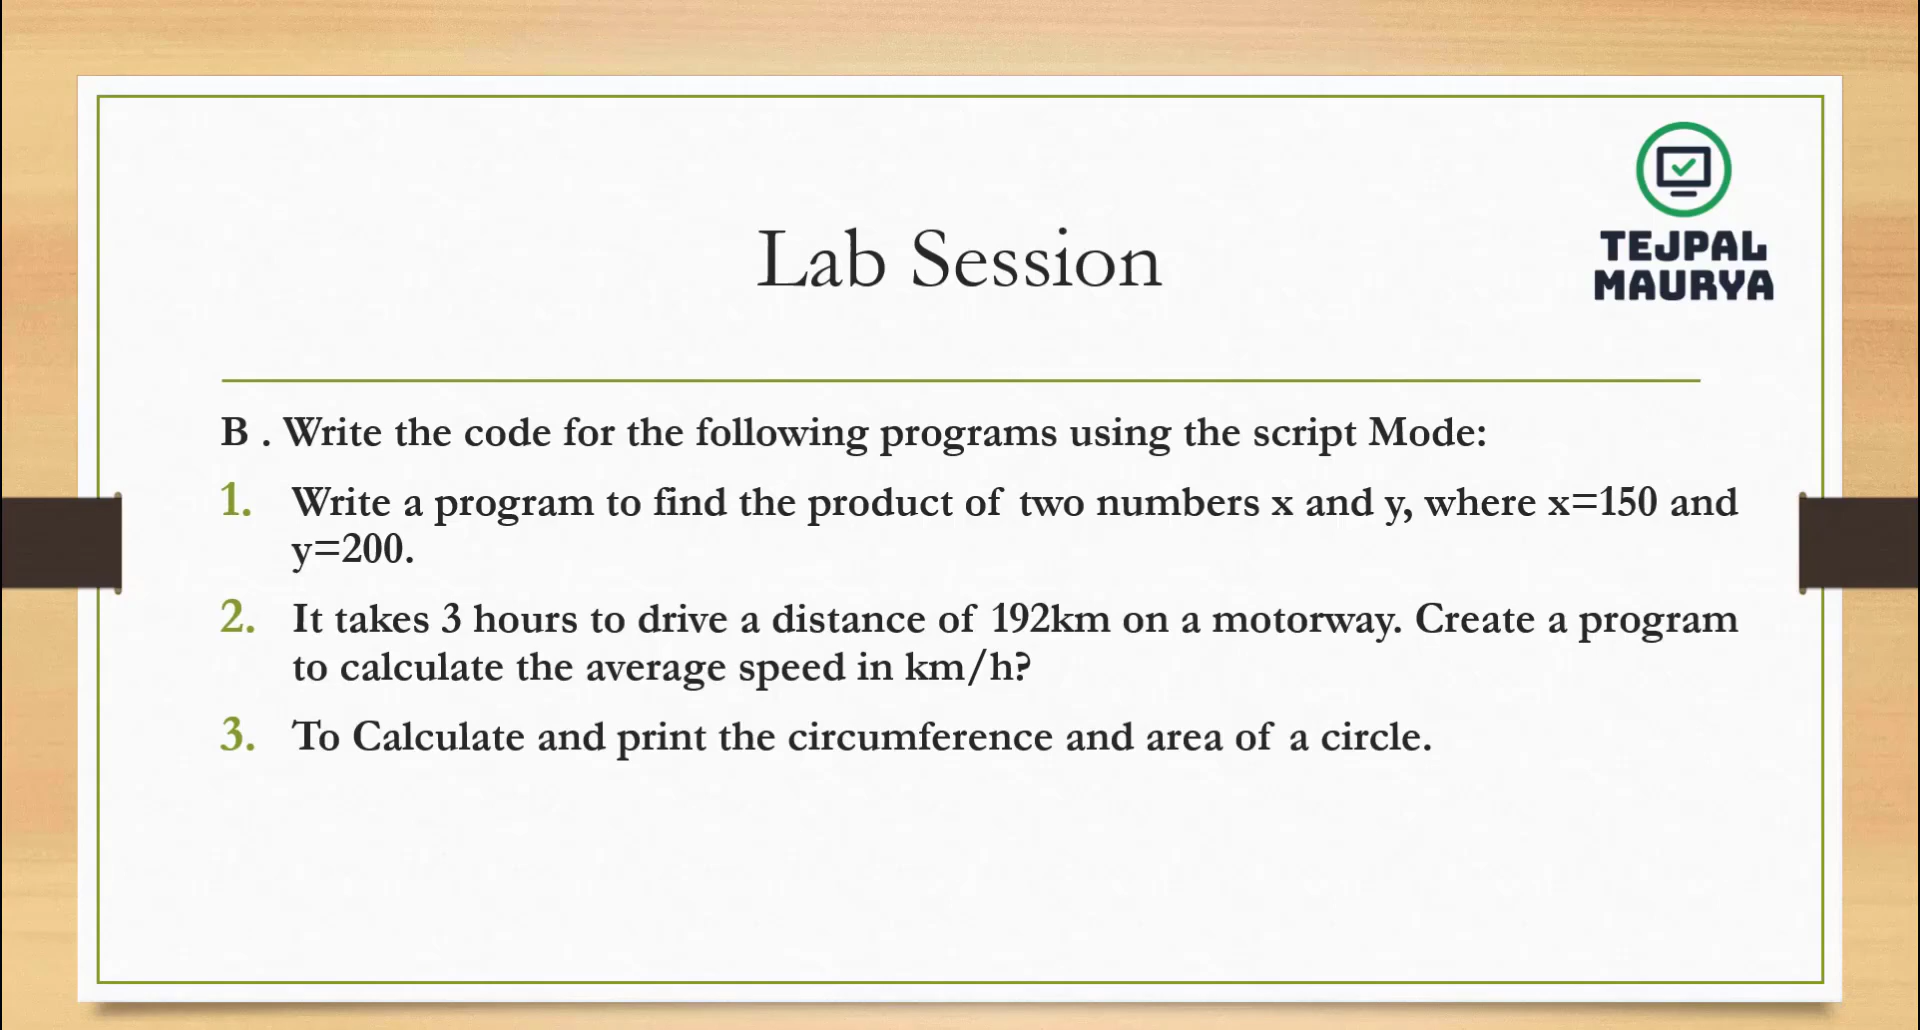 TEJPAL
MAURYA
Lab Session
B . Write the code for the following programs using the script Mode:
1. Write a program to find the product of two numbers x and y, where x=150 and
y=200.
2. It takes 3 hours to drive a distance of 192km on a motorway. Create a program
to calculate the average speed in km/h?
3. To Calculate and print the circumference and area of a circle.